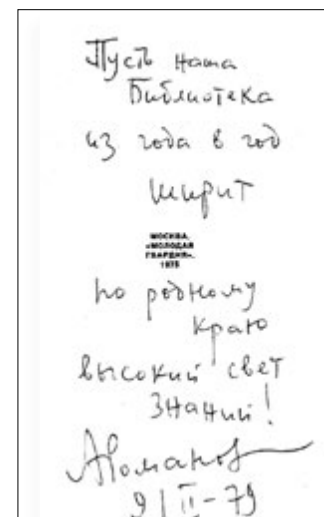 Пусть наша
Библиотека
из года в год
ширит
МОСКВА,
«МОЛОДАЯ
ГВАРДИЯ»,
1978
по родному
краю
высокий свет
знаний!
АРоманов
9 | II - 79